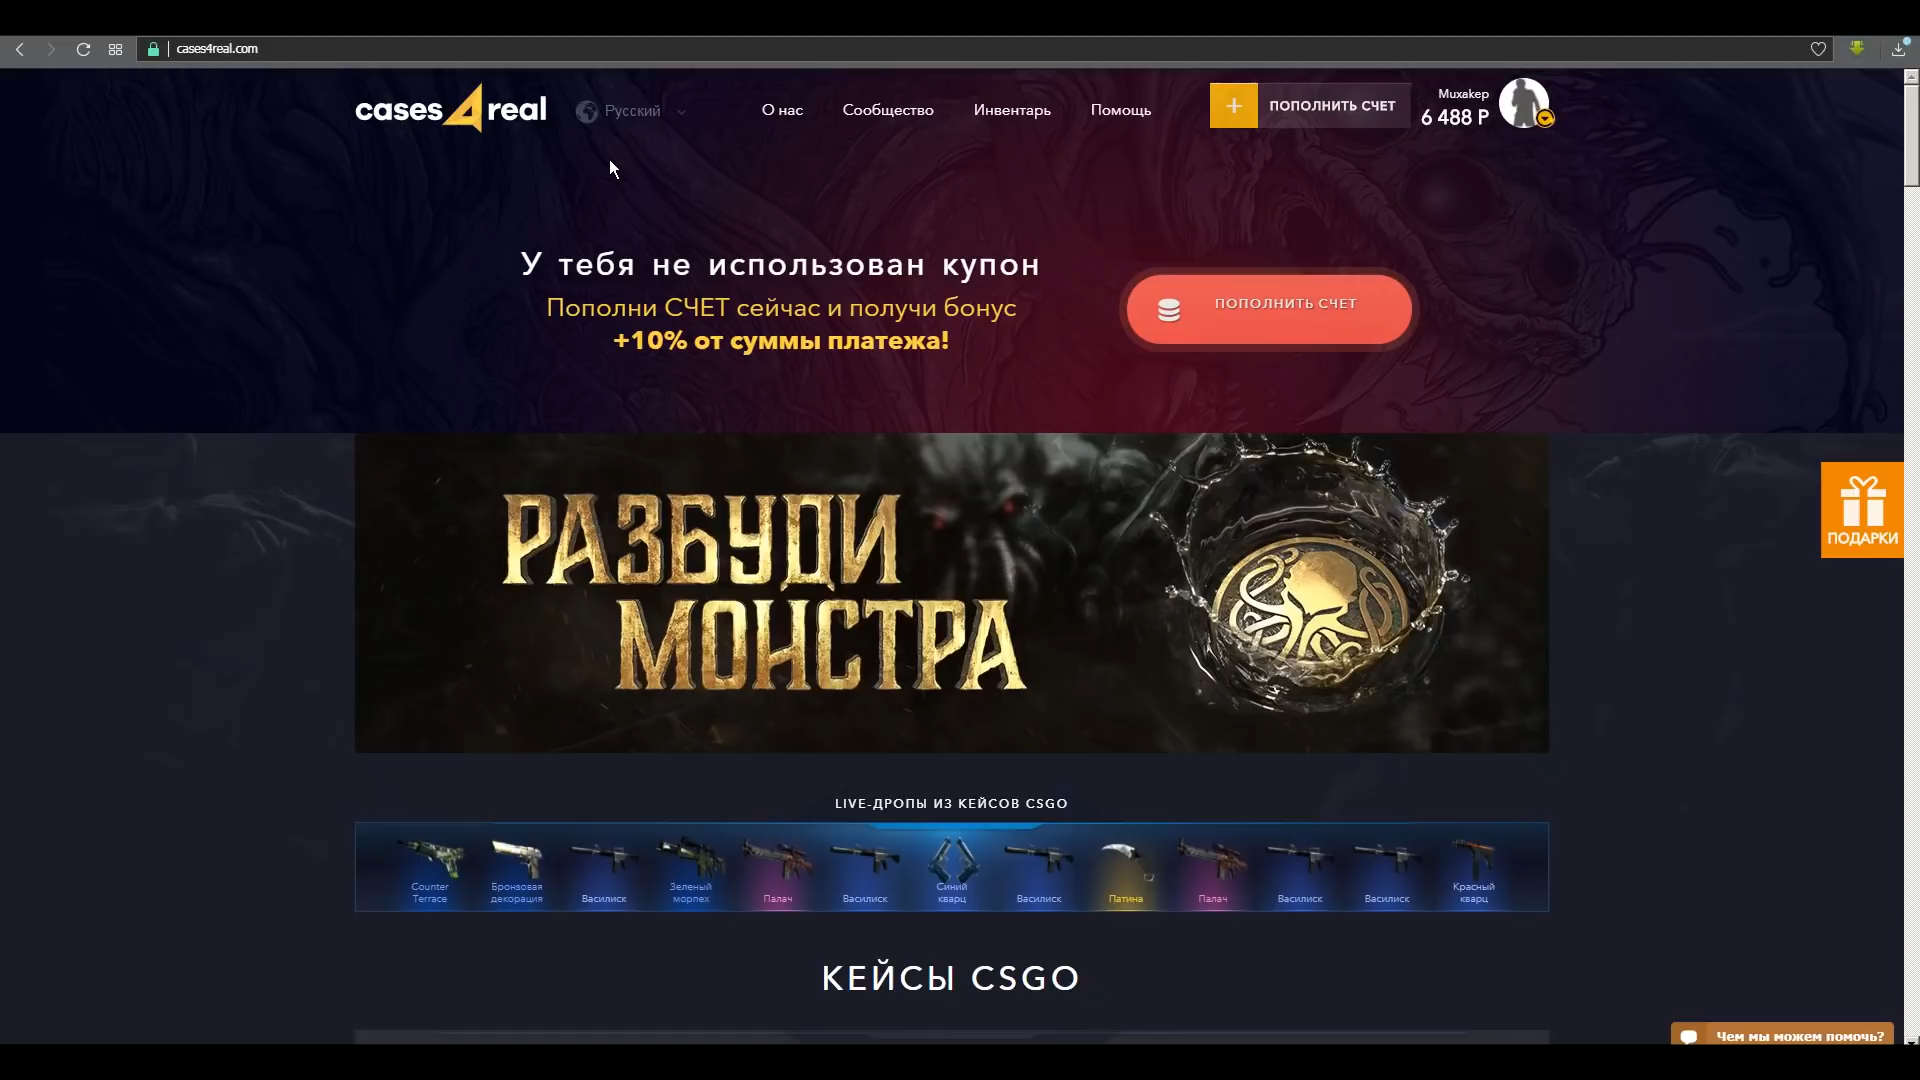 cases4real.com
cases 4 real
Русский
О нас
Сообщество
Инвентарь
Помощь
+ ПОПОЛНИТЬ СЧЕТ
Muxakep
6 488 Р
У тебя не использован купон
Пополни СЧЕТ сейчас и получи бонус
+10% от суммы платежа!
ПОПОЛНИТЬ СЧЕТ
РАЗБУДИ
МОНСТРА
ПОДАРКИ
LIVE-ДРОПЫ ИЗ КЕЙСОВ CSGO
Counter
Terrace
Бронзовая
декорация
Василиск
Зеленый
морпех
Палач
Василиск
Синий
кварц
Василиск
Патина
Палач
Василиск
Василиск
Красный
кварц
КЕЙСЫ CSGO
Чем мы можем помочь?